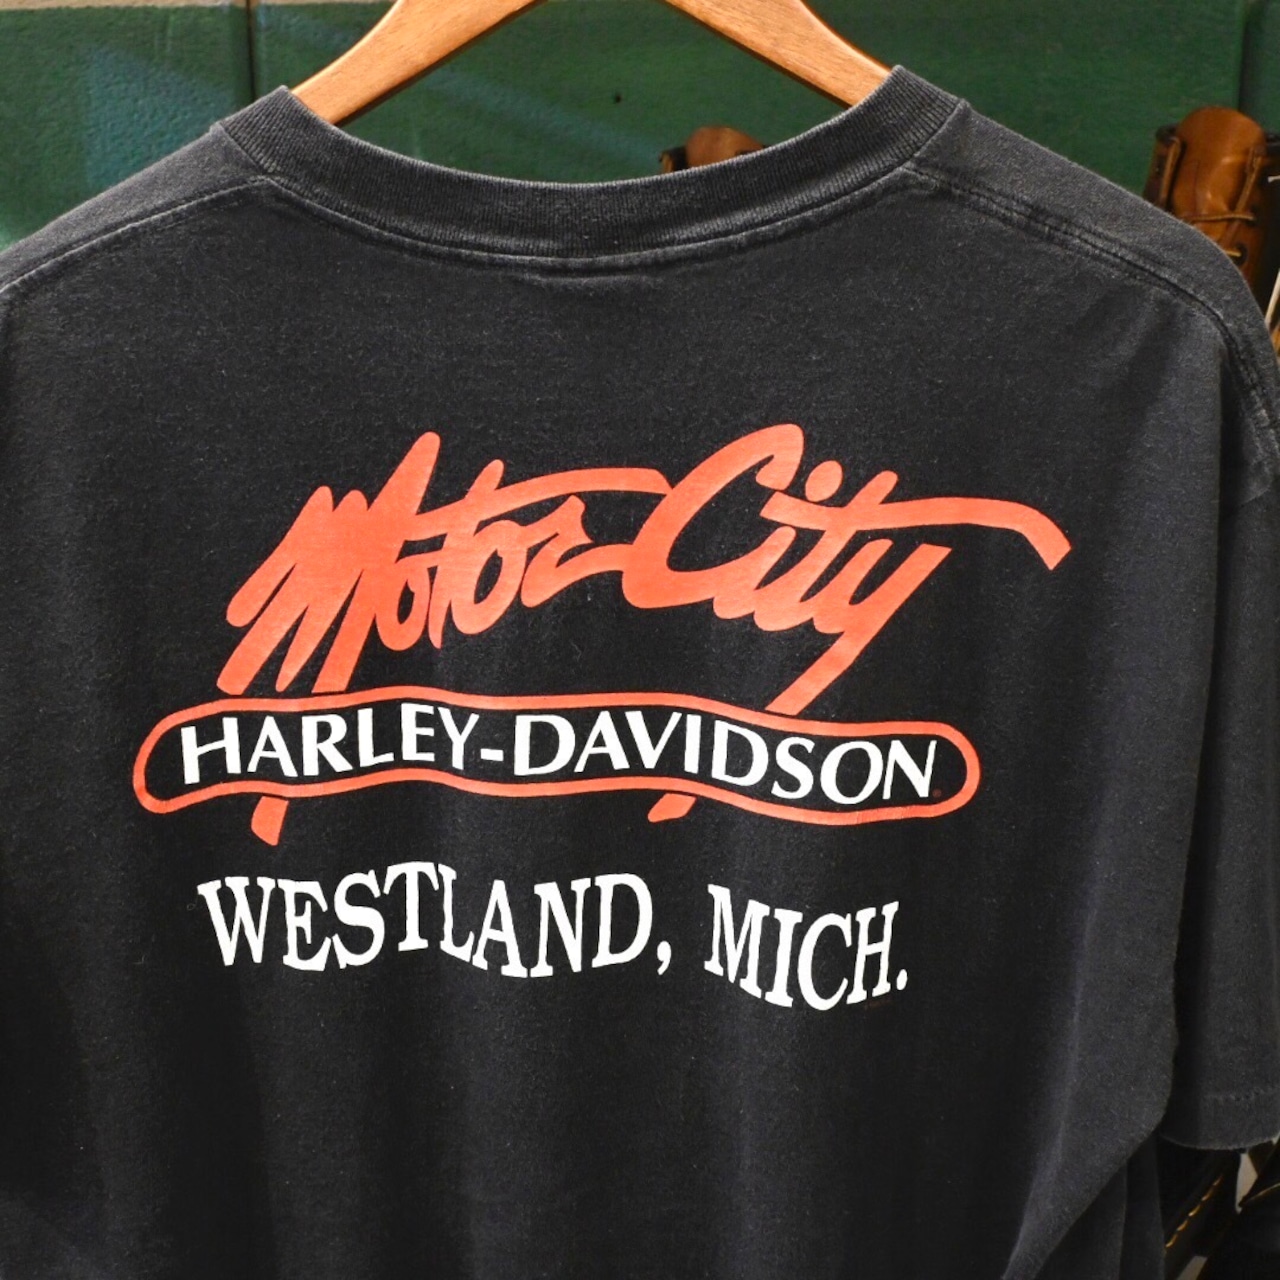 Motor City
HARLEY-DAVIDSON
WESTLAND, MICH.